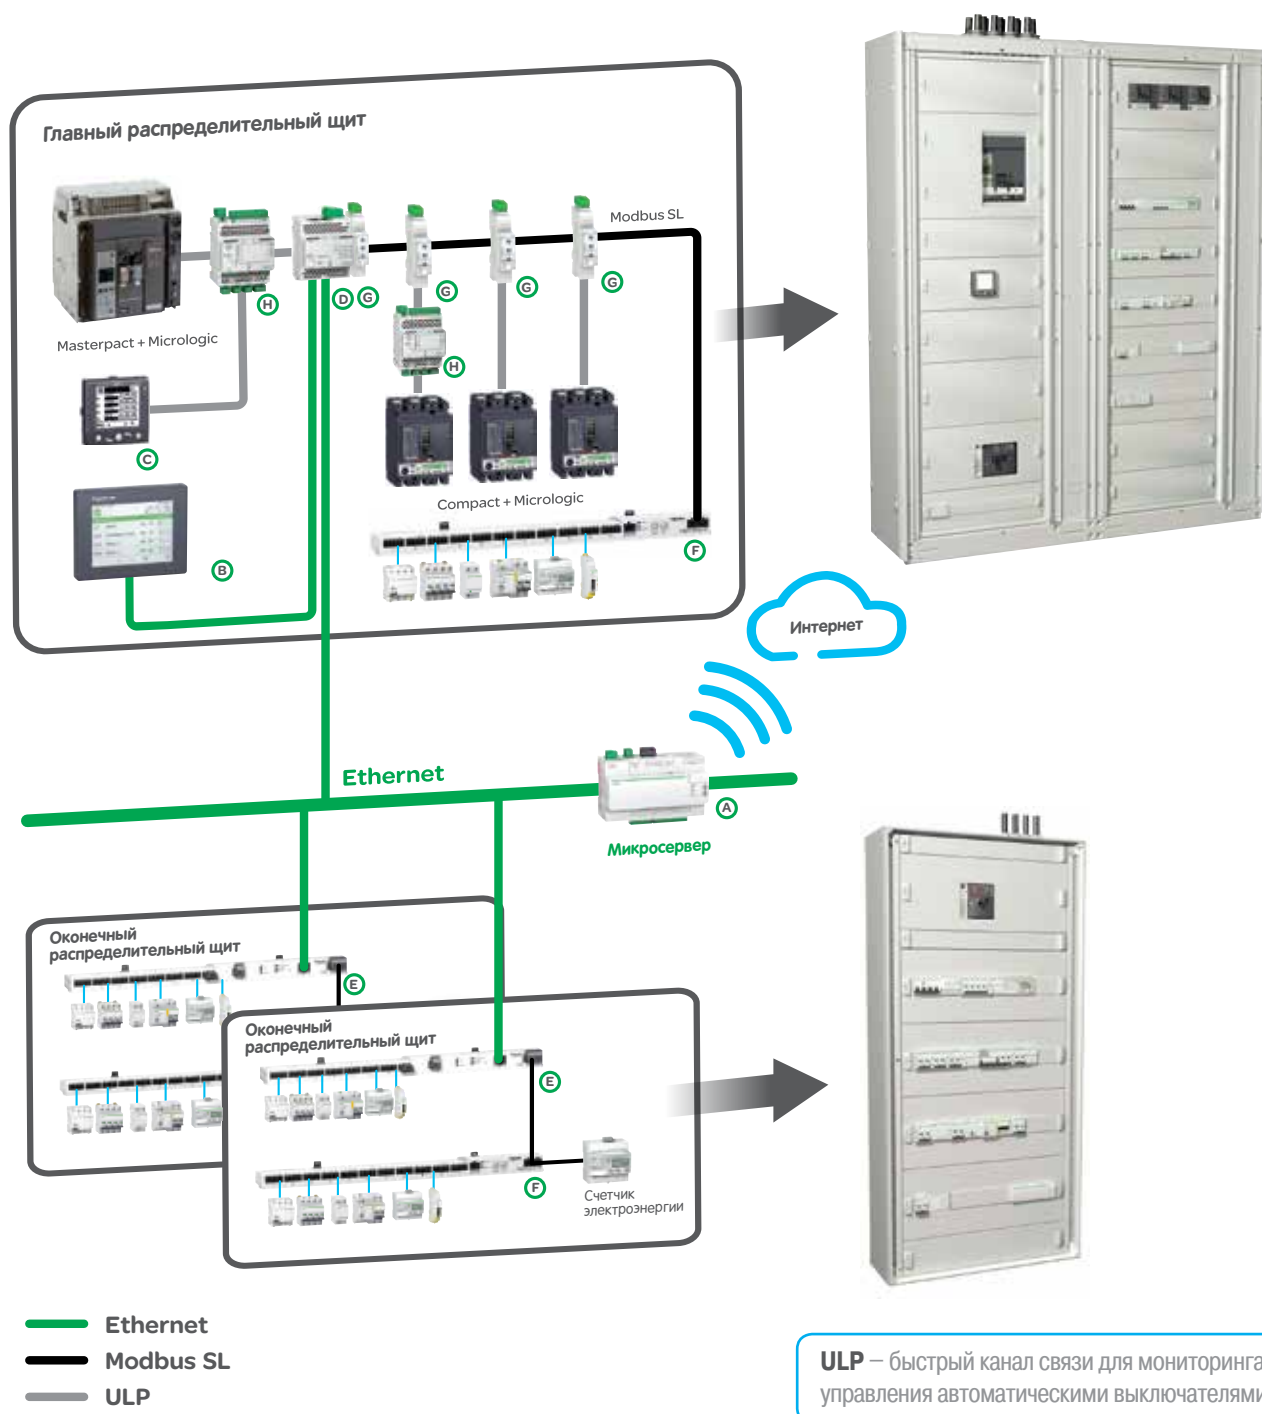 Главный распределительный щит
Modbus SL
H
D
G
G
G
G
Masterpact + Micrologic
H
C
Compact + Micrologic
B
F
Интернет
Ethernet
A
Микросервер
Оконечный
распределительный щит
E
Оконечный
распределительный щит
E
F
Счетчик
электроэнергии
Ethernet
Modbus SL
ULP
ULP – быстрый канал связи для мониторинга
управления автоматическими выключателями